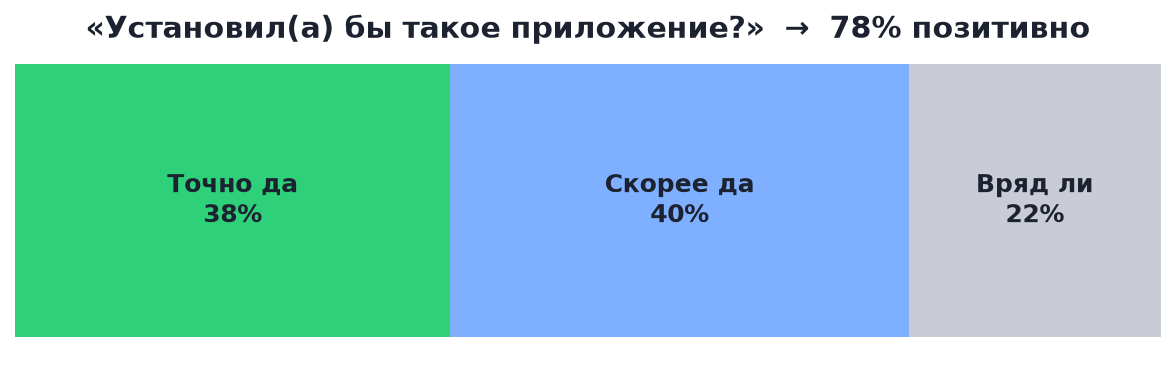 «Установил(а) бы такое приложение?» → 78% позитивно
Точно да
38%
Скорее да
40%
Вряд ли
22%